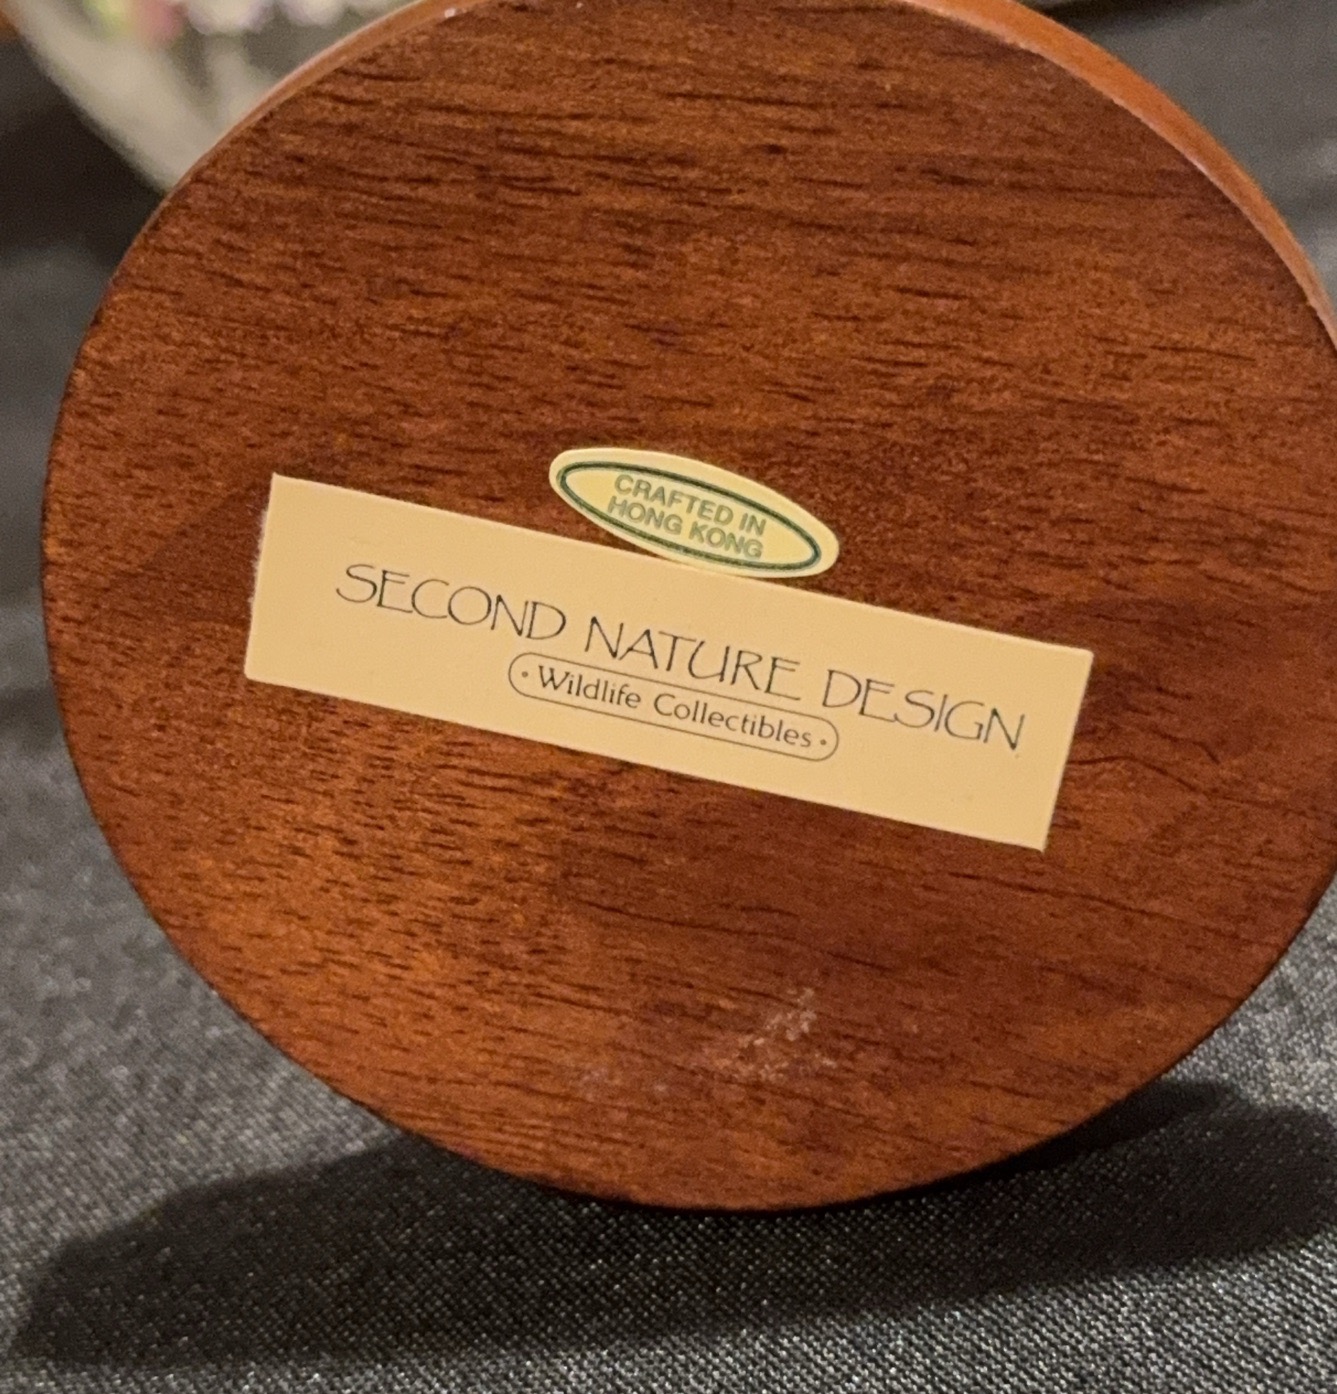 CRAFTED IN
HONG KONG
SECOND NATURE DESIGN
· Wildlife Collectibles ·